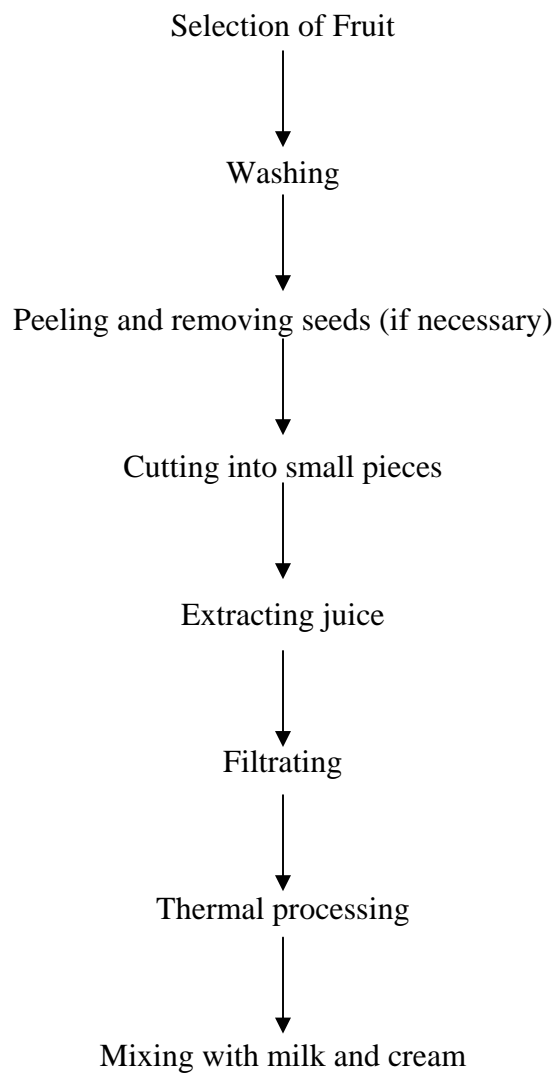 Selection of Fruit
Washing
Peeling and removing seeds (if necessary)
Cutting into small pieces
Extracting juice
Filtrating
Thermal processing
Mixing with milk and cream